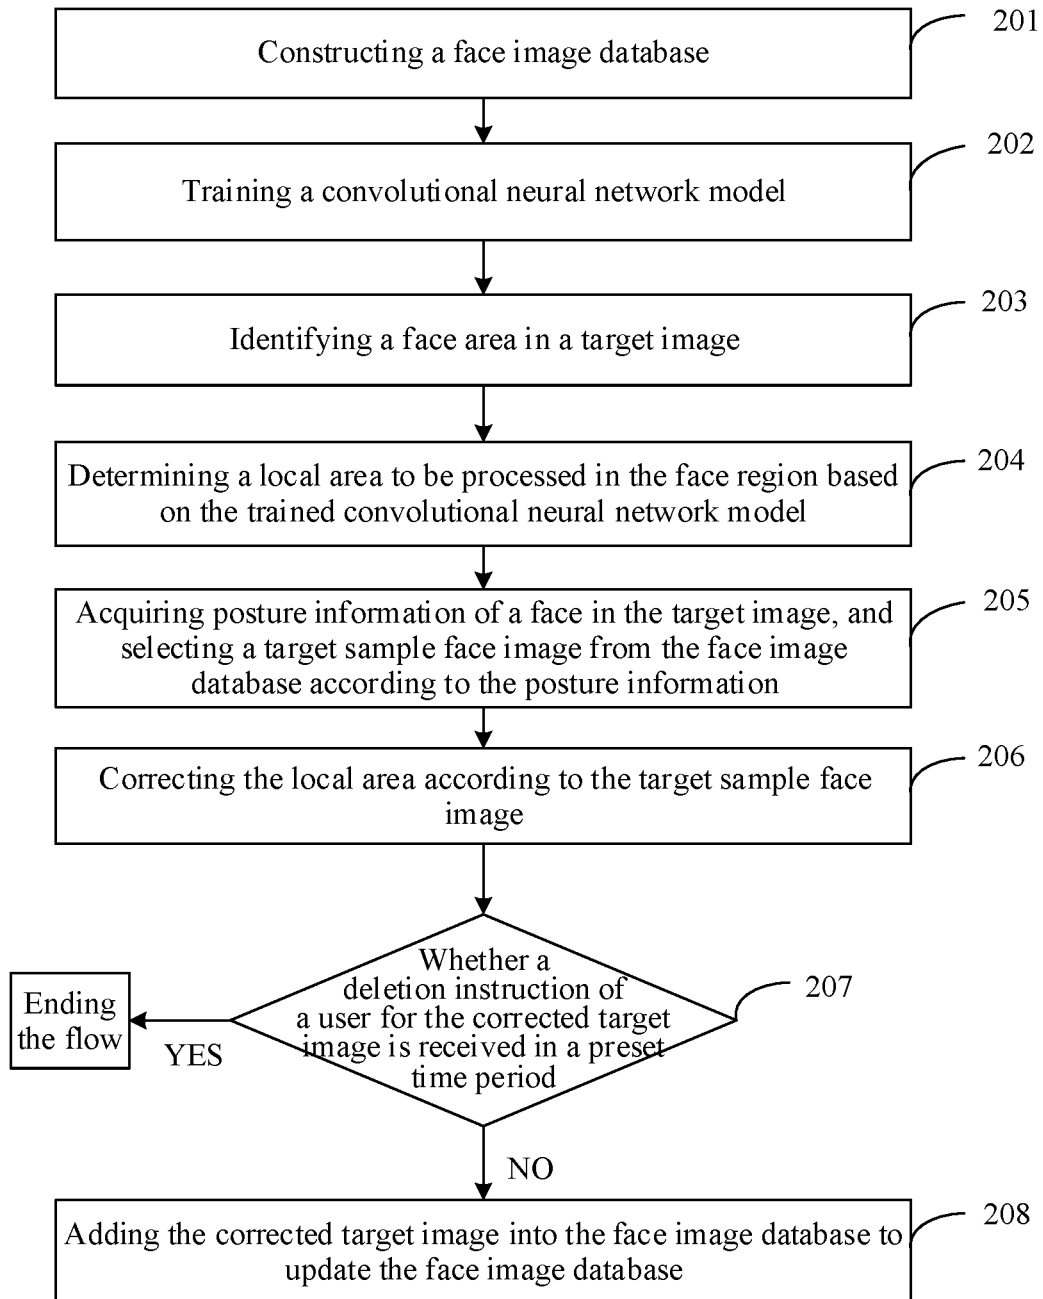 Constructing a face image database
201
Training a convolutional neural network model
202
Identifying a face area in a target image
203
Determining a local area to be processed in the face region based
on the trained convolutional neural network model
204
Acquiring posture information of a face in the target image, and
selecting a target sample face image from the face image
database according to the posture information
205
Correcting the local area according to the target sample face
image
206
Whether a
deletion instruction of
a user for the corrected target
image is received in a preset
time period
207
Ending
the flow
YES
NO
Adding the corrected target image into the face image database to
update the face image database
208